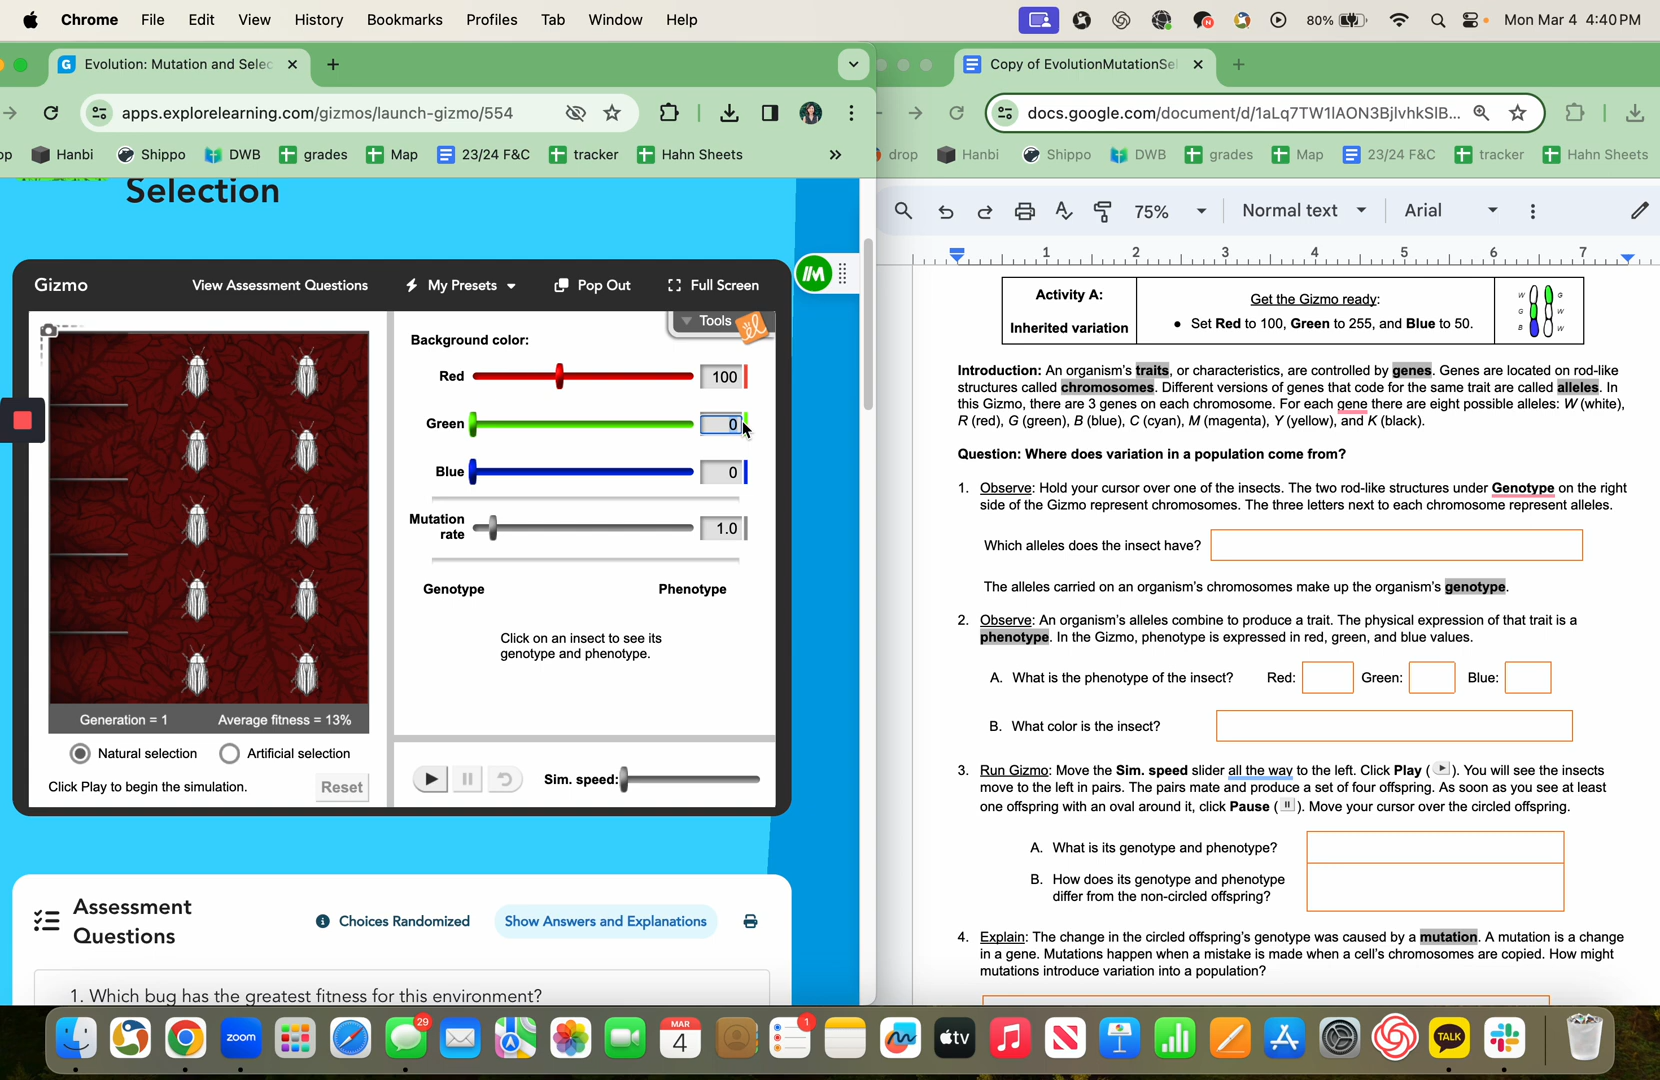 Chrome File Edit View History Bookmarks Profiles Tab Window Help
80% Mon Mar 4 4:40 PM
Evolution: Mutation and Selec
apps.explorelearning.com/gizmos/launch-gizmo/554
op Hanbi Shippo DWB grades Map 23/24 F&C tracker Hahn Sheets »
Selection
Gizmo View Assessment Questions My Presets Pop Out Full Screen
Tools
Background color:
Red 100
Green 0
Blue 0
Mutation rate 1.0
Genotype Phenotype
Click on an insect to see its
genotype and phenotype.
Generation = 1 Average fitness = 13%
Natural selection Artificial selection
Click Play to begin the simulation. Reset
Sim. speed:
Assessment
Questions
Choices Randomized Show Answers and Explanations
1. Which bug has the greatest fitness for this environment?
Copy of EvolutionMutationSel
docs.google.com/document/d/1aLq7TW1lAON3BjlvhkSlB...
drop Hanbi Shippo DWB grades Map 23/24 F&C tracker Hahn Sheets
75% Normal text Arial
1 2 3 4 5 6 7
Activity A:
Inherited variation
Get the Gizmo ready:
● Set Red to 100, Green to 255, and Blue to 50.
W G
G W
B W
Introduction: An organism's traits, or characteristics, are controlled by genes. Genes are located on rod-like
structures called chromosomes. Different versions of genes that code for the same trait are called alleles. In
this Gizmo, there are 3 genes on each chromosome. For each gene there are eight possible alleles: W (white),
R (red), G (green), B (blue), C (cyan), M (magenta), Y (yellow), and K (black).
Question: Where does variation in a population come from?
1. Observe: Hold your cursor over one of the insects. The two rod-like structures under Genotype on the right
side of the Gizmo represent chromosomes. The three letters next to each chromosome represent alleles.
Which alleles does the insect have?
The alleles carried on an organism's chromosomes make up the organism's genotype.
2. Observe: An organism's alleles combine to produce a trait. The physical expression of that trait is a
phenotype. In the Gizmo, phenotype is expressed in red, green, and blue values.
A. What is the phenotype of the insect? Red: Green: Blue:
B. What color is the insect?
3. Run Gizmo: Move the Sim. speed slider all the way to the left. Click Play ( ). You will see the insects
move to the left in pairs. The pairs mate and produce a set of four offspring. As soon as you see at least
one offspring with an oval around it, click Pause ( ). Move your cursor over the circled offspring.
A. What is its genotype and phenotype?
B. How does its genotype and phenotype
differ from the non-circled offspring?
4. Explain: The change in the circled offspring's genotype was caused by a mutation. A mutation is a change
in a gene. Mutations happen when a mistake is made when a cell's chromosomes are copied. How might
mutations introduce variation into a population?
29 zoom MAR 4 1 tv TALK